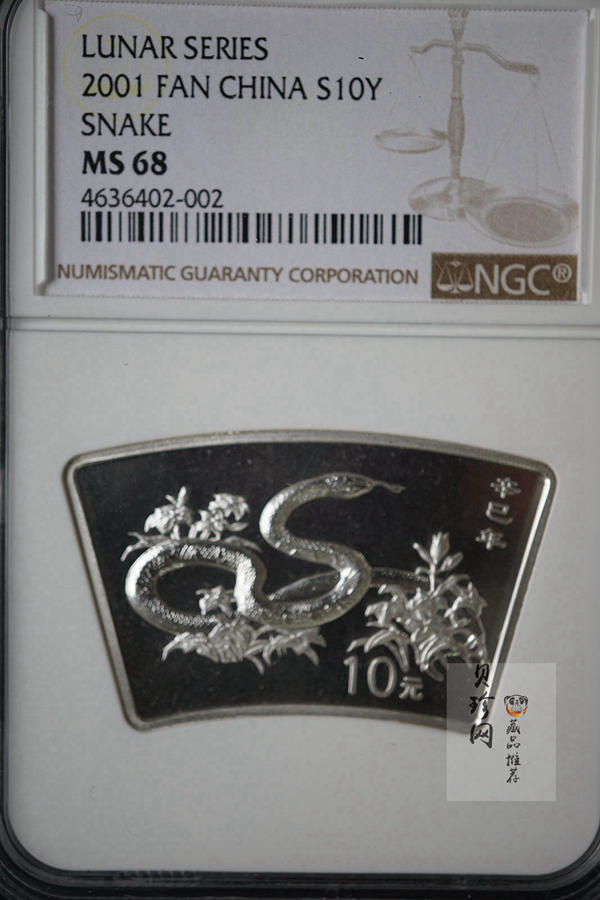 LUNAR SERIES
2001 FAN CHINA S10Y
SNAKE
MS 68
4636402-002
NUMISMATIC GUARANTY CORPORATION
NGC®
辛巳年
10元
贝珍网
藏品推荐